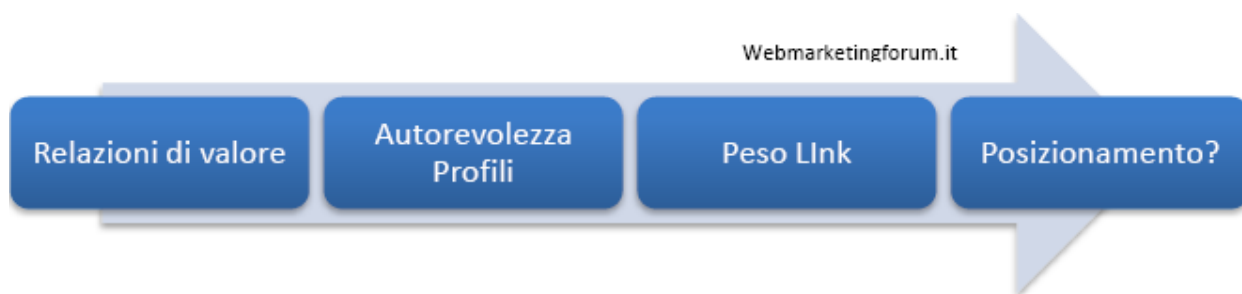 Webmarketingforum.it
Relazioni di valore
Autorevolezza
Profili
Peso LInk
Posizionamento?